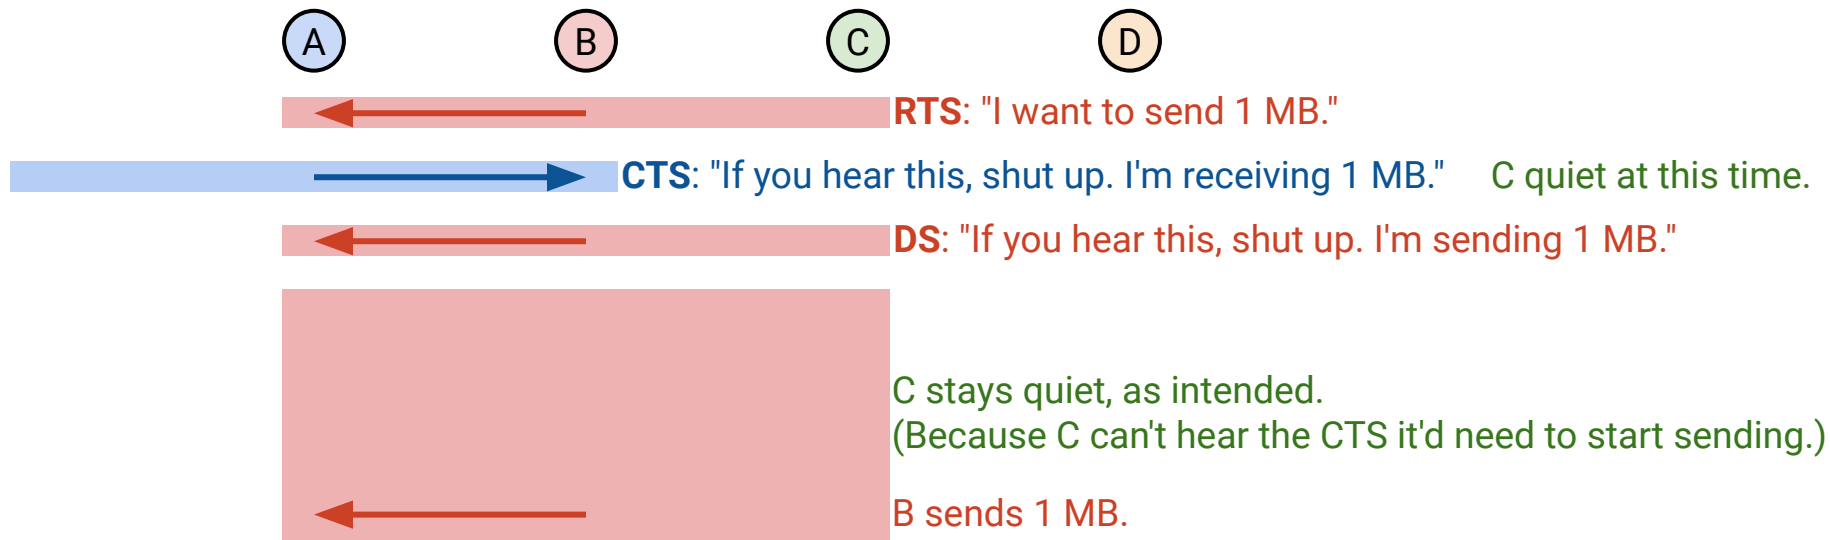 A B C D
RTS: "I want to send 1 MB."
CTS: "If you hear this, shut up. I'm receiving 1 MB." C quiet at this time.
DS: "If you hear this, shut up. I'm sending 1 MB."
C stays quiet, as intended.
(Because C can't hear the CTS it'd need to start sending.)
B sends 1 MB.